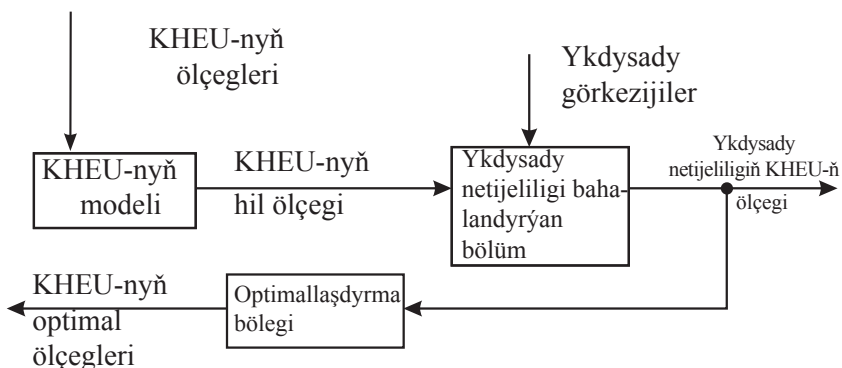 KHEU-nyň
ölçegleri
Ykdysady
görkezijiler
KHEU-nyň
modeli
KHEU-nyň
hil ölçegi
Ykdysady
netijeliligi baha-
landyrýan
bölüm
Ykdysady
netijeliligiň KHEU-ň
ölçegi
KHEU-nyň
optimal
ölçegleri
Optimallaşdyrma
bölegi